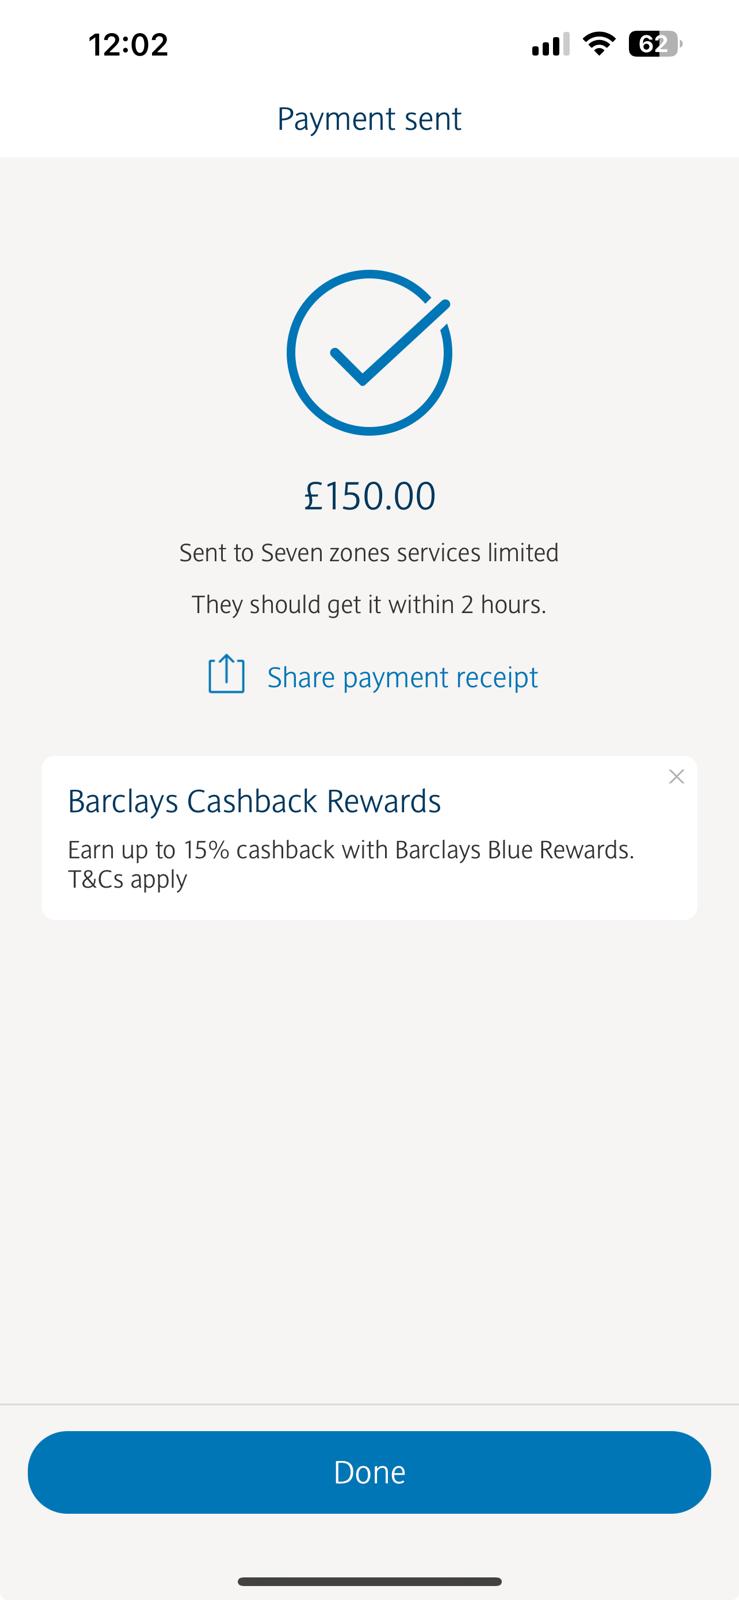 12:02
62
Payment sent
£150.00
Sent to Seven zones services limited
They should get it within 2 hours.
Share payment receipt
Barclays Cashback Rewards
Earn up to 15% cashback with Barclays Blue Rewards.
T&Cs apply
Done